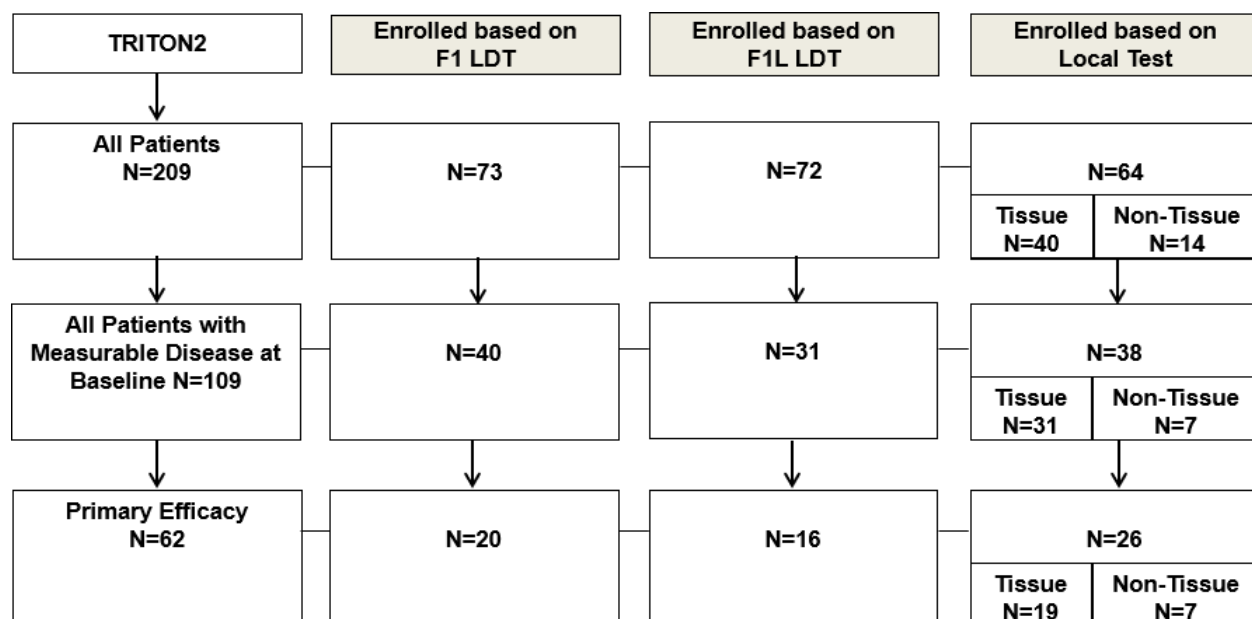 TRITON2
Enrolled based on
F1 LDT
Enrolled based on
F1L LDT
Enrolled based on
Local Test
All Patients
N=209
N=73
N=72
N=64
Tissue
N=40
Non-Tissue
N=14
All Patients with
Measurable Disease at
Baseline N=109
N=40
N=31
N=38
Tissue
N=31
Non-Tissue
N=7
Primary Efficacy
N=62
N=20
N=16
N=26
Tissue
N=19
Non-Tissue
N=7